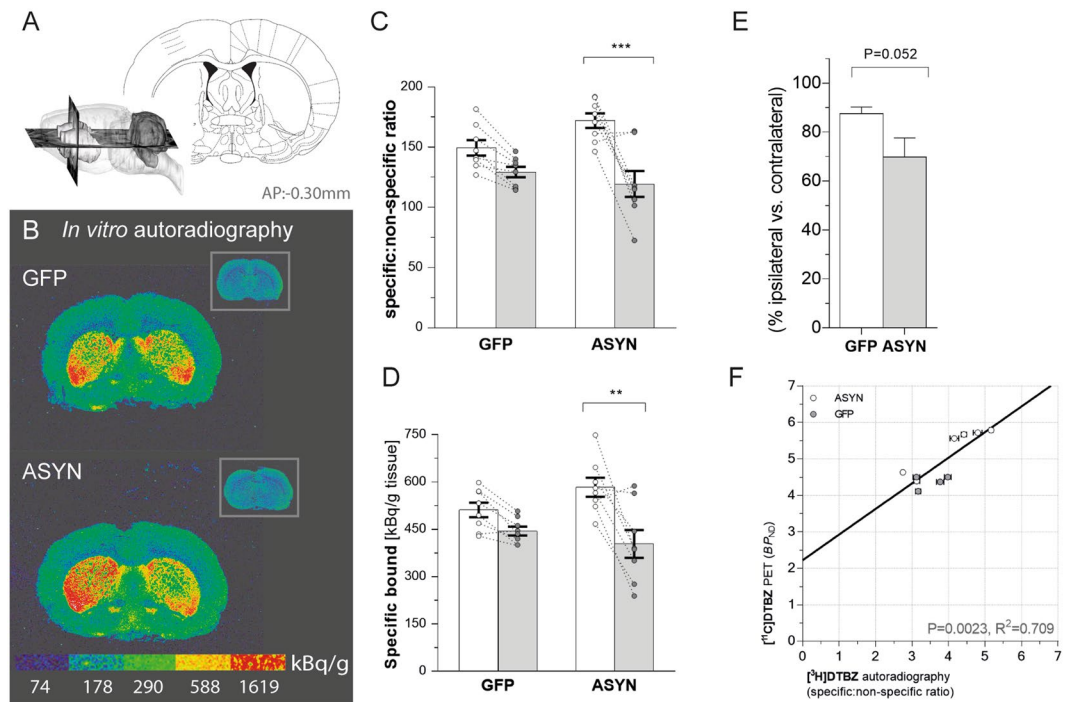 A
AP:-0.30mm
B In vitro autoradiography
GFP
ASYN
kBq/g
74 178 290 588 1619
C
specific:non-specific ratio
200
150
100
50
0
***
GFP ASYN
D
Specific bound [kBq/g tissue]
750
600
450
300
150
0
**
GFP ASYN
E
P=0.052
(% ipsilateral vs. contralateral)
100
80
60
40
20
0
GFP ASYN
F
ASYN
GFP
[¹¹C]DTBZ PET (BP_ND)
7
6
5
4
3
2
1
0
P=0.0023, R²=0.709
0 1 2 3 4 5 6 7
[³H]DTBZ autoradiography
(specific:non-specific ratio)